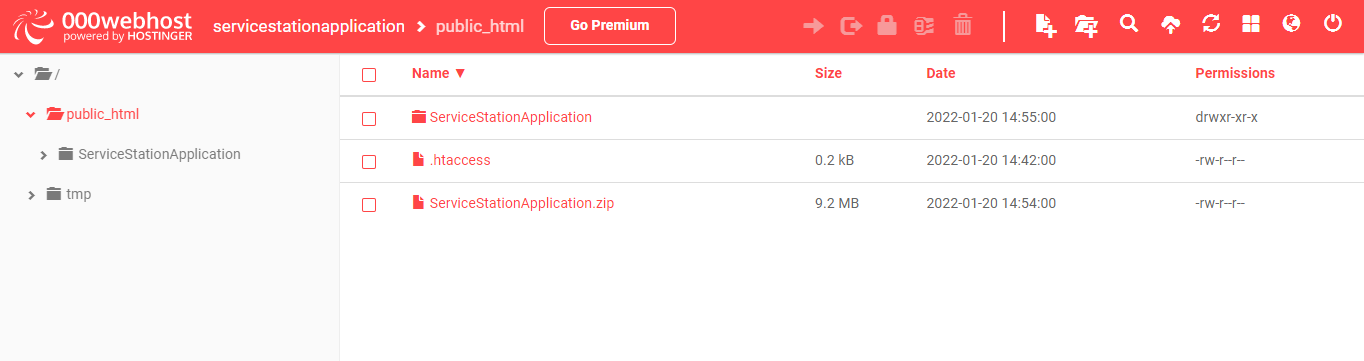 000webhost
powered by HOSTINGER
servicestationapplication > public_html
Go Premium
/
public_html
ServiceStationApplication
tmp
Name ▼ Size Date Permissions
ServiceStationApplication 2022-01-20 14:55:00 drwxr-xr-x
.htaccess 0.2 kB 2022-01-20 14:42:00 -rw-r--r--
ServiceStationApplication.zip 9.2 MB 2022-01-20 14:54:00 -rw-r--r--